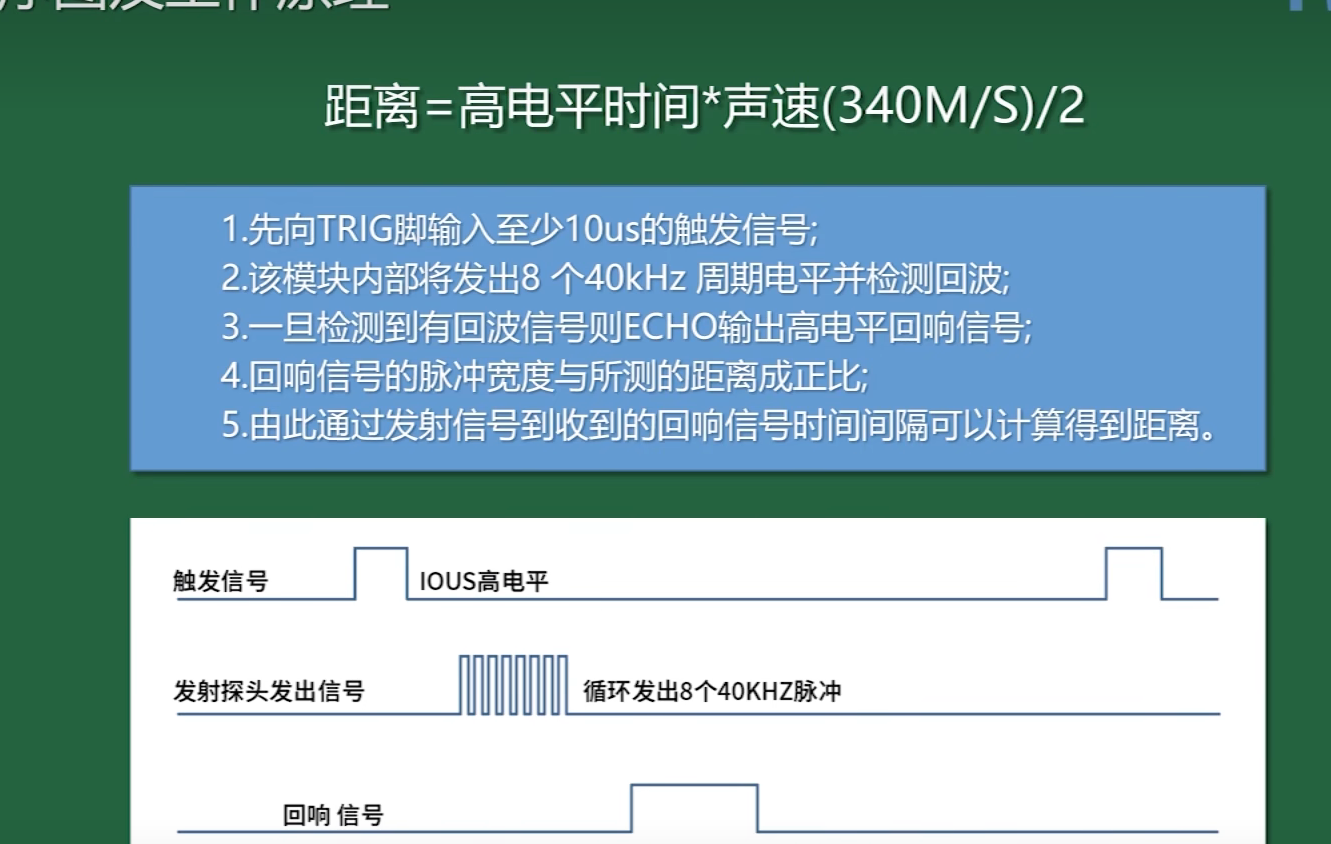 距离=高电平时间*声速(340M/S)/2
1.先向TRIG脚输入至少10us的触发信号;
2.该模块内部将发出8 个40kHz 周期电平并检测回波;
3.一旦检测到有回波信号则ECHO输出高电平回响信号;
4.回响信号的脉冲宽度与所测的距离成正比;
5.由此通过发射信号到收到的回响信号时间间隔可以计算得到距离。
触发信号 IOUS高电平
发射探头发出信号 循环发出8个40KHZ脉冲
回响 信号